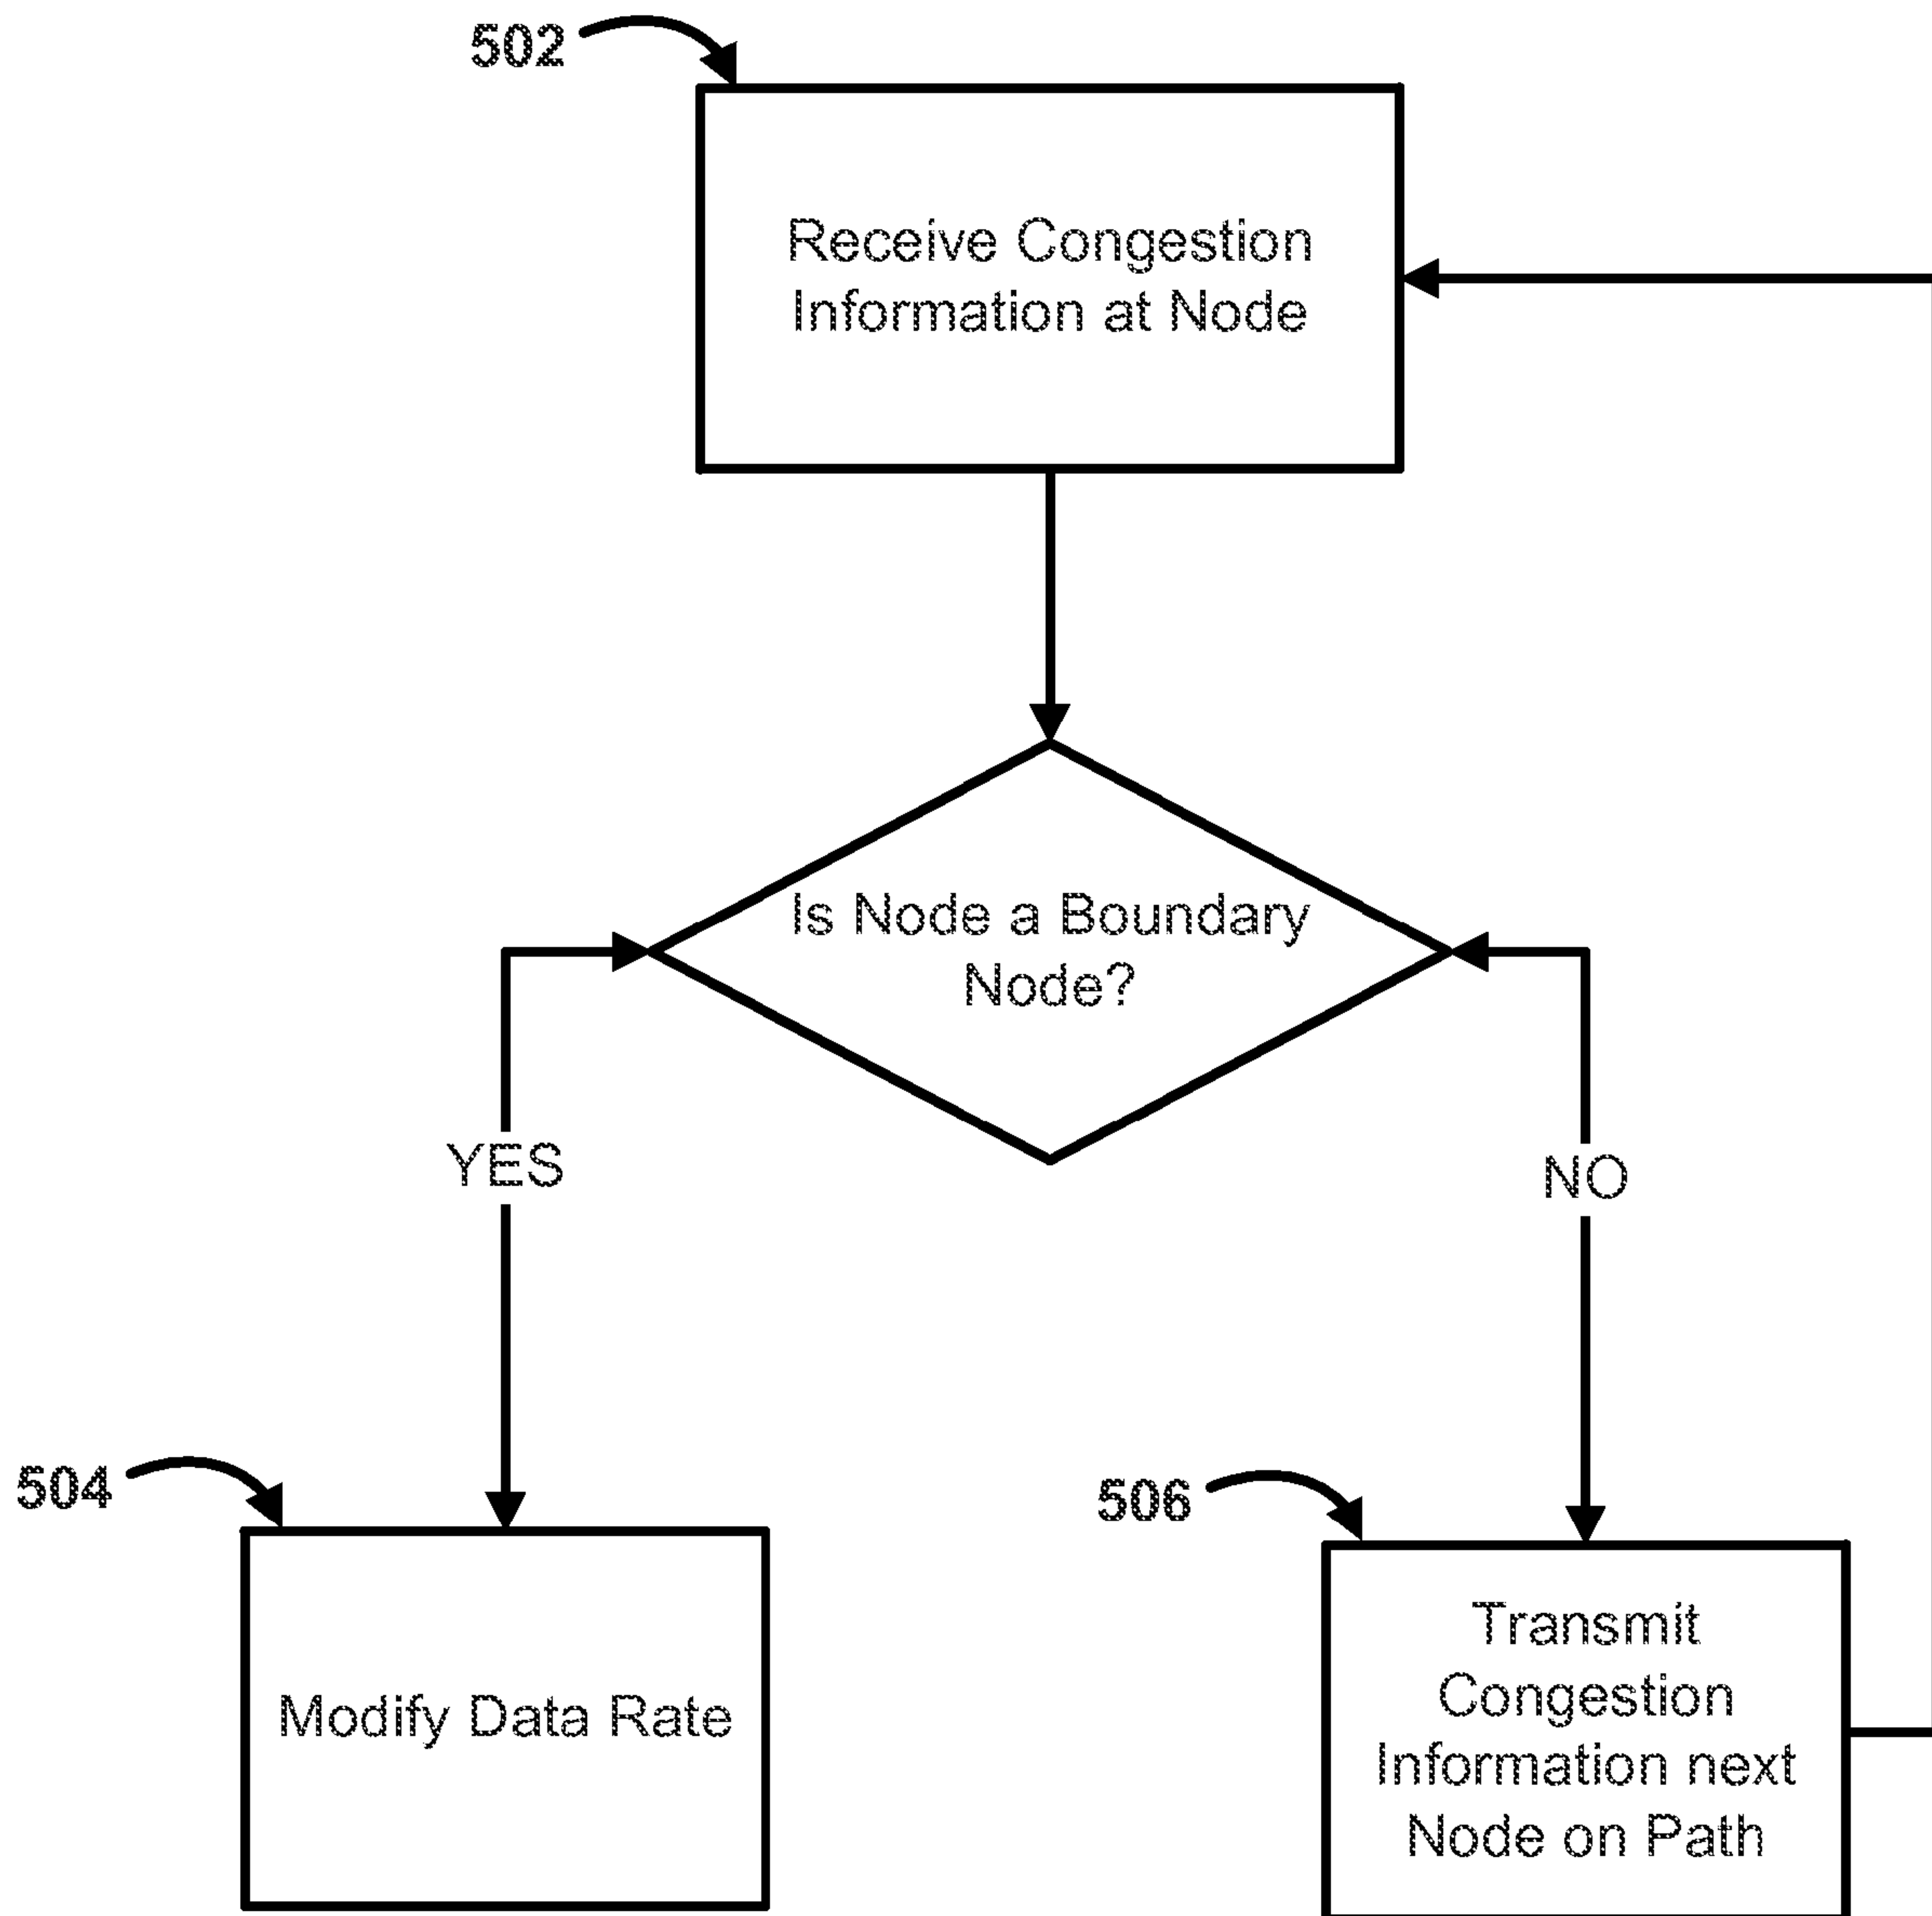 502
Receive Congestion
Information at Node
Is Node a Boundary
Node?
YES
NO
504
Modify Data Rate
506
Transmit
Congestion
Information next
Node on Path